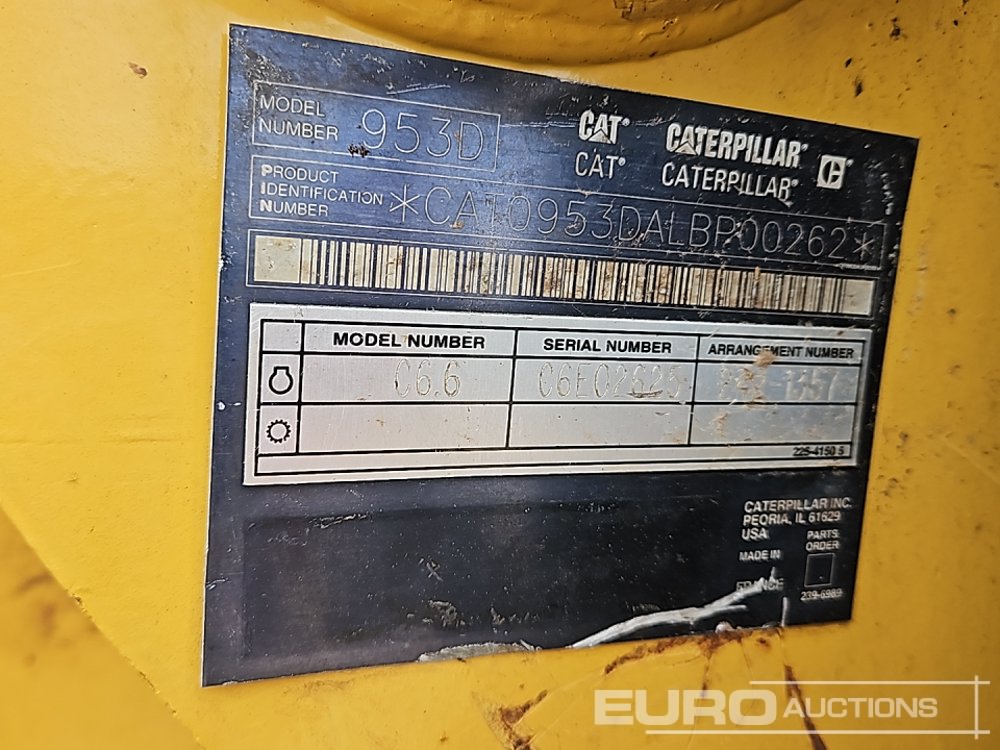 MODEL NUMBER 953D
CAT® CATERPILLAR®
CAT® CATERPILLAR®
PRODUCT IDENTIFICATION NUMBER *CAT0953DALBP00262*
MODEL NUMBER SERIAL NUMBER ARRANGEMENT NUMBER
C6.6 C6E02625
225-4150 5
CATERPILLAR INC.
PEORIA, IL 61629
USA
PARTS ORDER
MADE IN
FRANCE
239-6989
EURO AUCTIONS